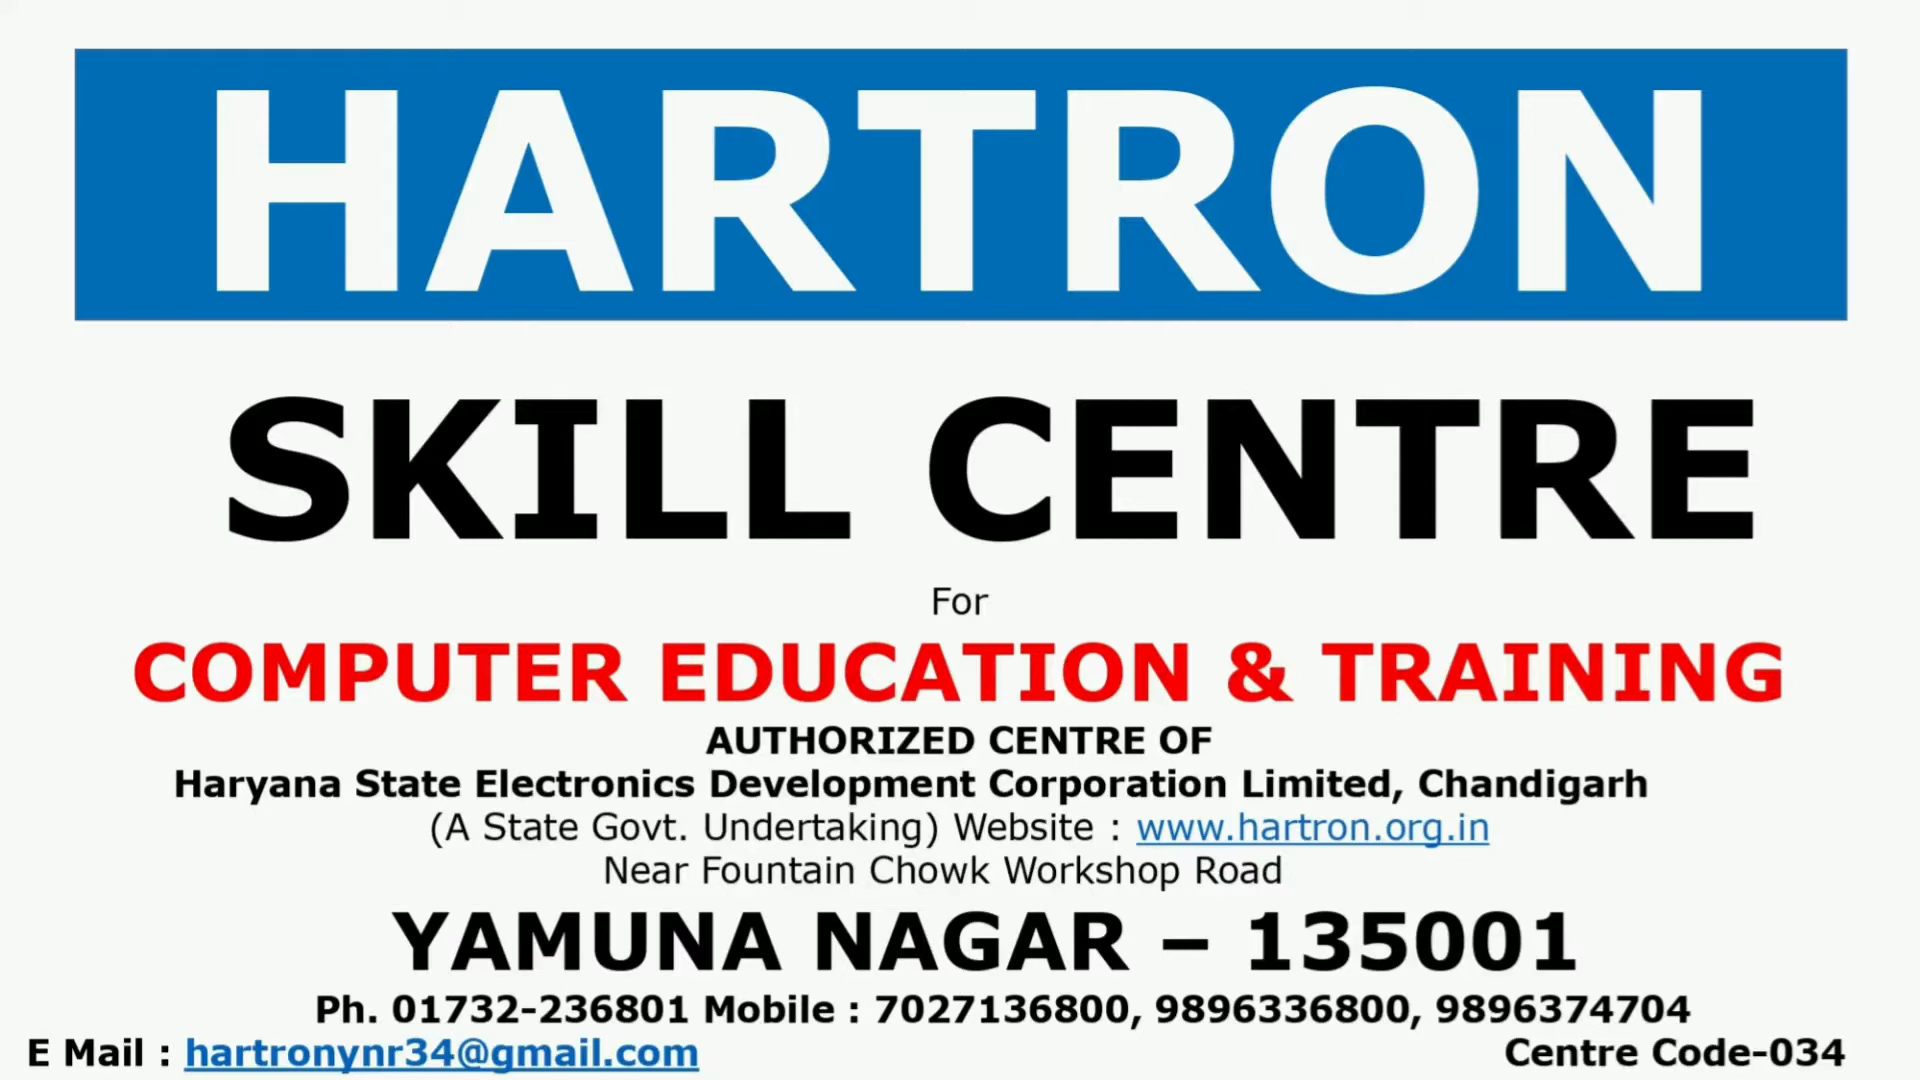 HARTRON
SKILL CENTRE
For
COMPUTER EDUCATION & TRAINING
AUTHORIZED CENTRE OF
Haryana State Electronics Development Corporation Limited, Chandigarh
(A State Govt. Undertaking) Website : www.hartron.org.in
Near Fountain Chowk Workshop Road
YAMUNA NAGAR – 135001
Ph. 01732-236801 Mobile : 7027136800, 9896336800, 9896374704
E Mail : hartronynr34@gmail.com Centre Code-034